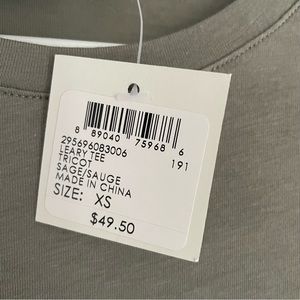 8 89040 75968 6
295696083006 191
LEARY TEE
TRICOT
SAGE/SAUGE
MADE IN CHINA
SIZE: XS
$49.50